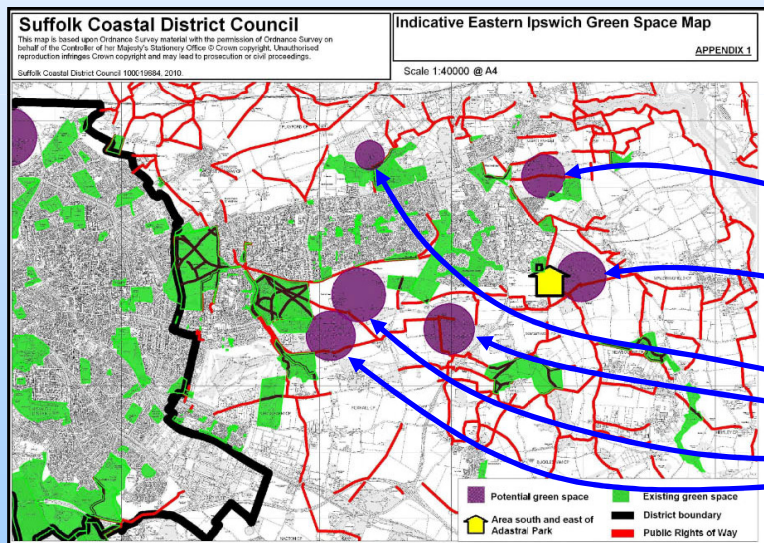 Suffolk Coastal District Council
This map is based upon Ordnance Survey material with the permission of Ordnance Survey on
behalf of the Controller of her Majesty's Stationery Office © Crown copyright. Unauthorised
reproduction infringes Crown copyright and may lead to prosecution or civil proceedings.
Suffolk Coastal District Council 100019684, 2010.
Indicative Eastern Ipswich Green Space Map
APPENDIX 1
Scale 1:40000 @ A4
Potential green space
Existing green space
Area south and east of
Adastral Park
District boundary
Public Rights of Way